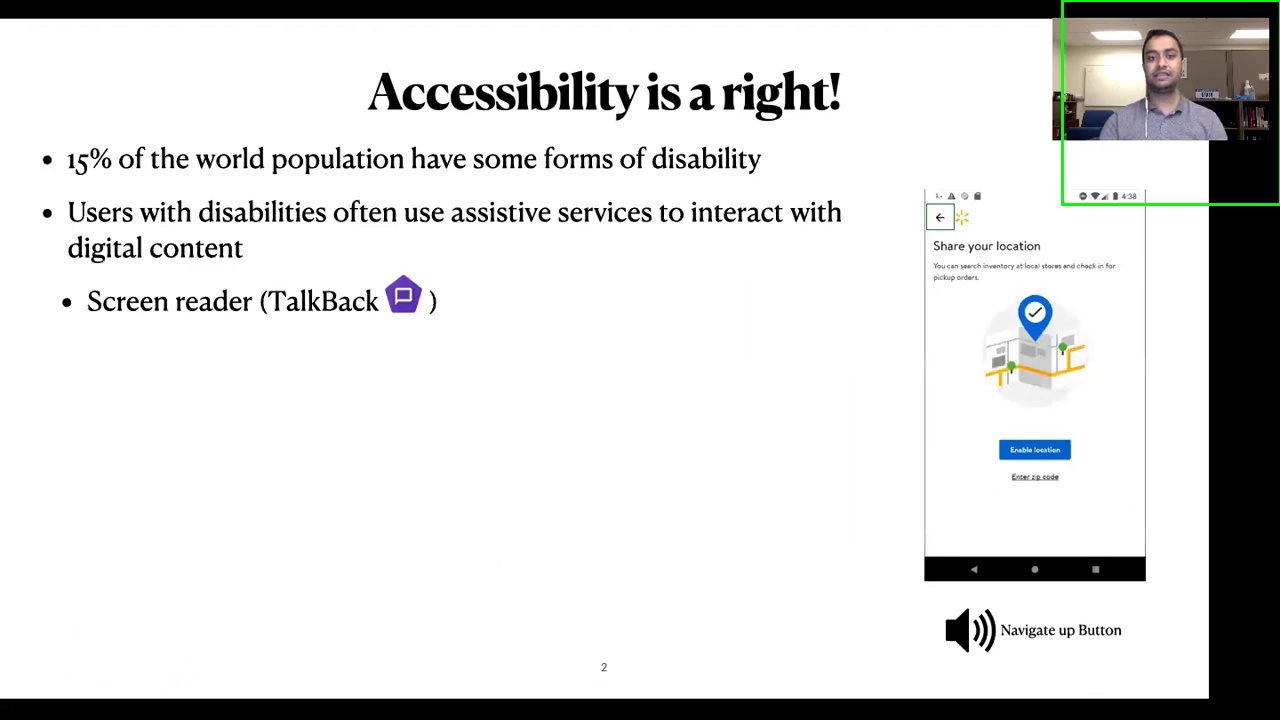 Accessibility is a right!
• 15% of the world population have some forms of disability
• Users with disabilities often use assistive services to interact with
digital content
• Screen reader (TalkBack )
4:38
Share your location
You can search inventory at local stores and check in for
pickup orders.
Enable location
Enter zip code
Navigate up Button
2